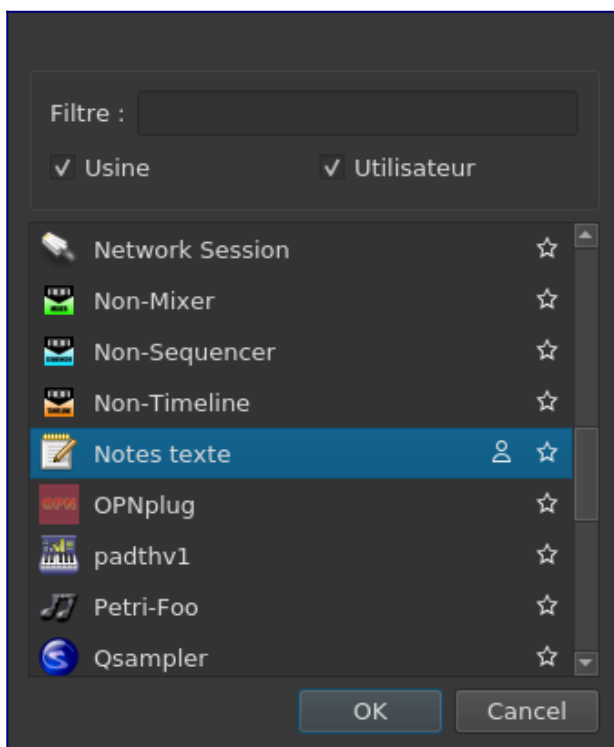 Filtre :
Usine Utilisateur
Network Session
Non-Mixer
Non-Sequencer
Non-Timeline
Notes texte
OPN OPNplug
padthv1
Petri-Foo
Qsampler
OK Cancel